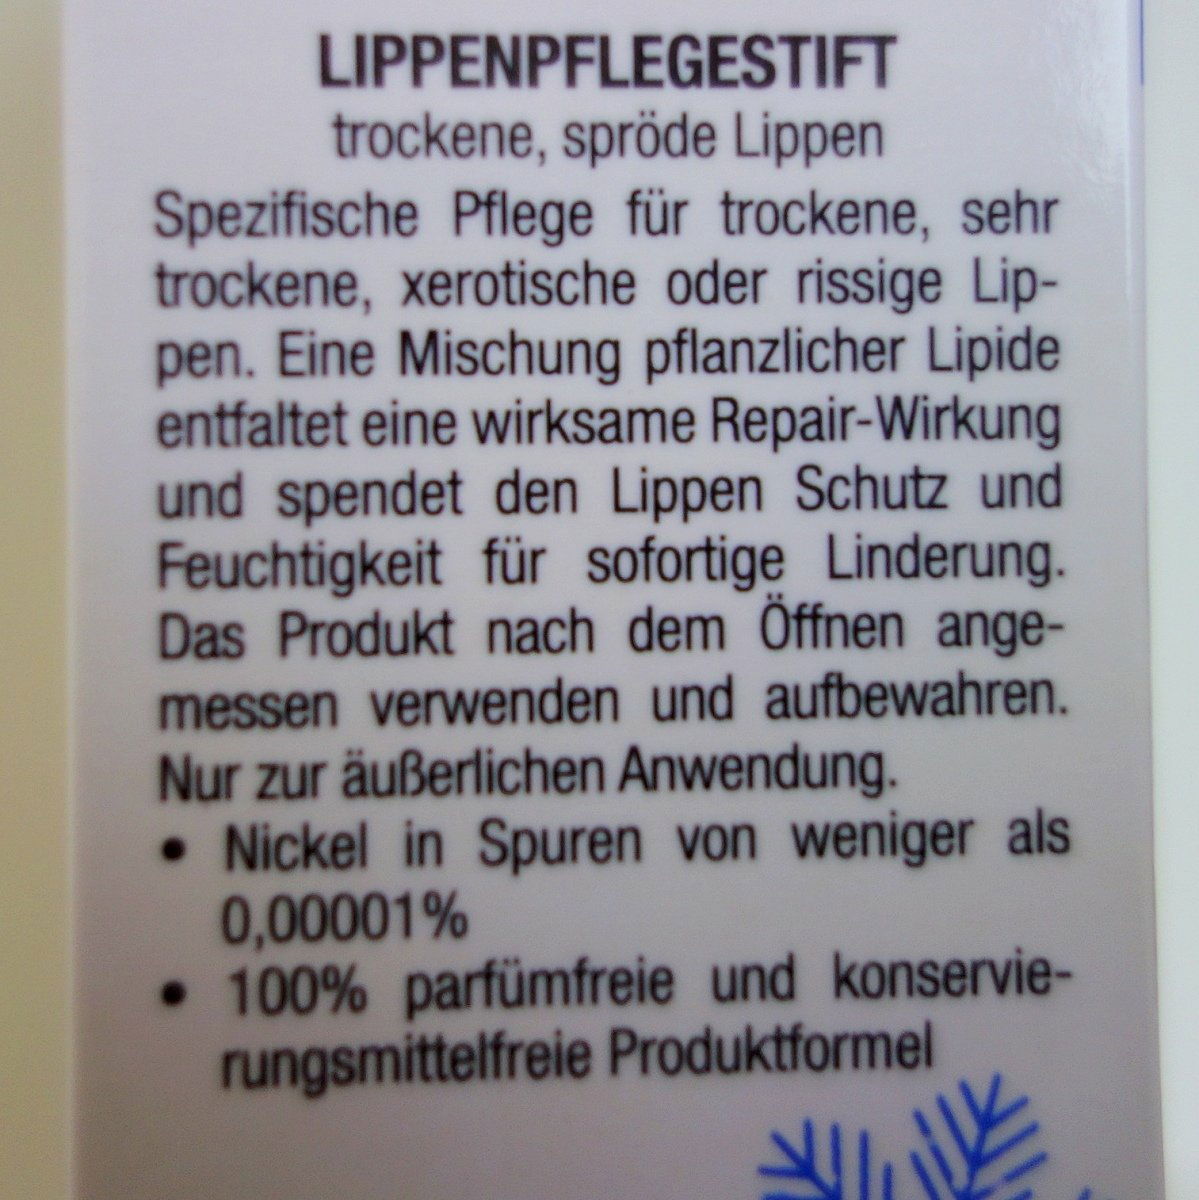 LIPPENPFLEGESTIFT
trockene, spröde Lippen
Spezifische Pflege für trockene, sehr
trockene, xerotische oder rissige Lip-
pen. Eine Mischung pflanzlicher Lipide
entfaltet eine wirksame Repair-Wirkung
und spendet den Lippen Schutz und
Feuchtigkeit für sofortige Linderung.
Das Produkt nach dem Öffnen ange-
messen verwenden und aufbewahren.
Nur zur äußerlichen Anwendung.
• Nickel in Spuren von weniger als
0,00001%
• 100% parfümfreie und konservie-
rungsmittelfreie Produktformel